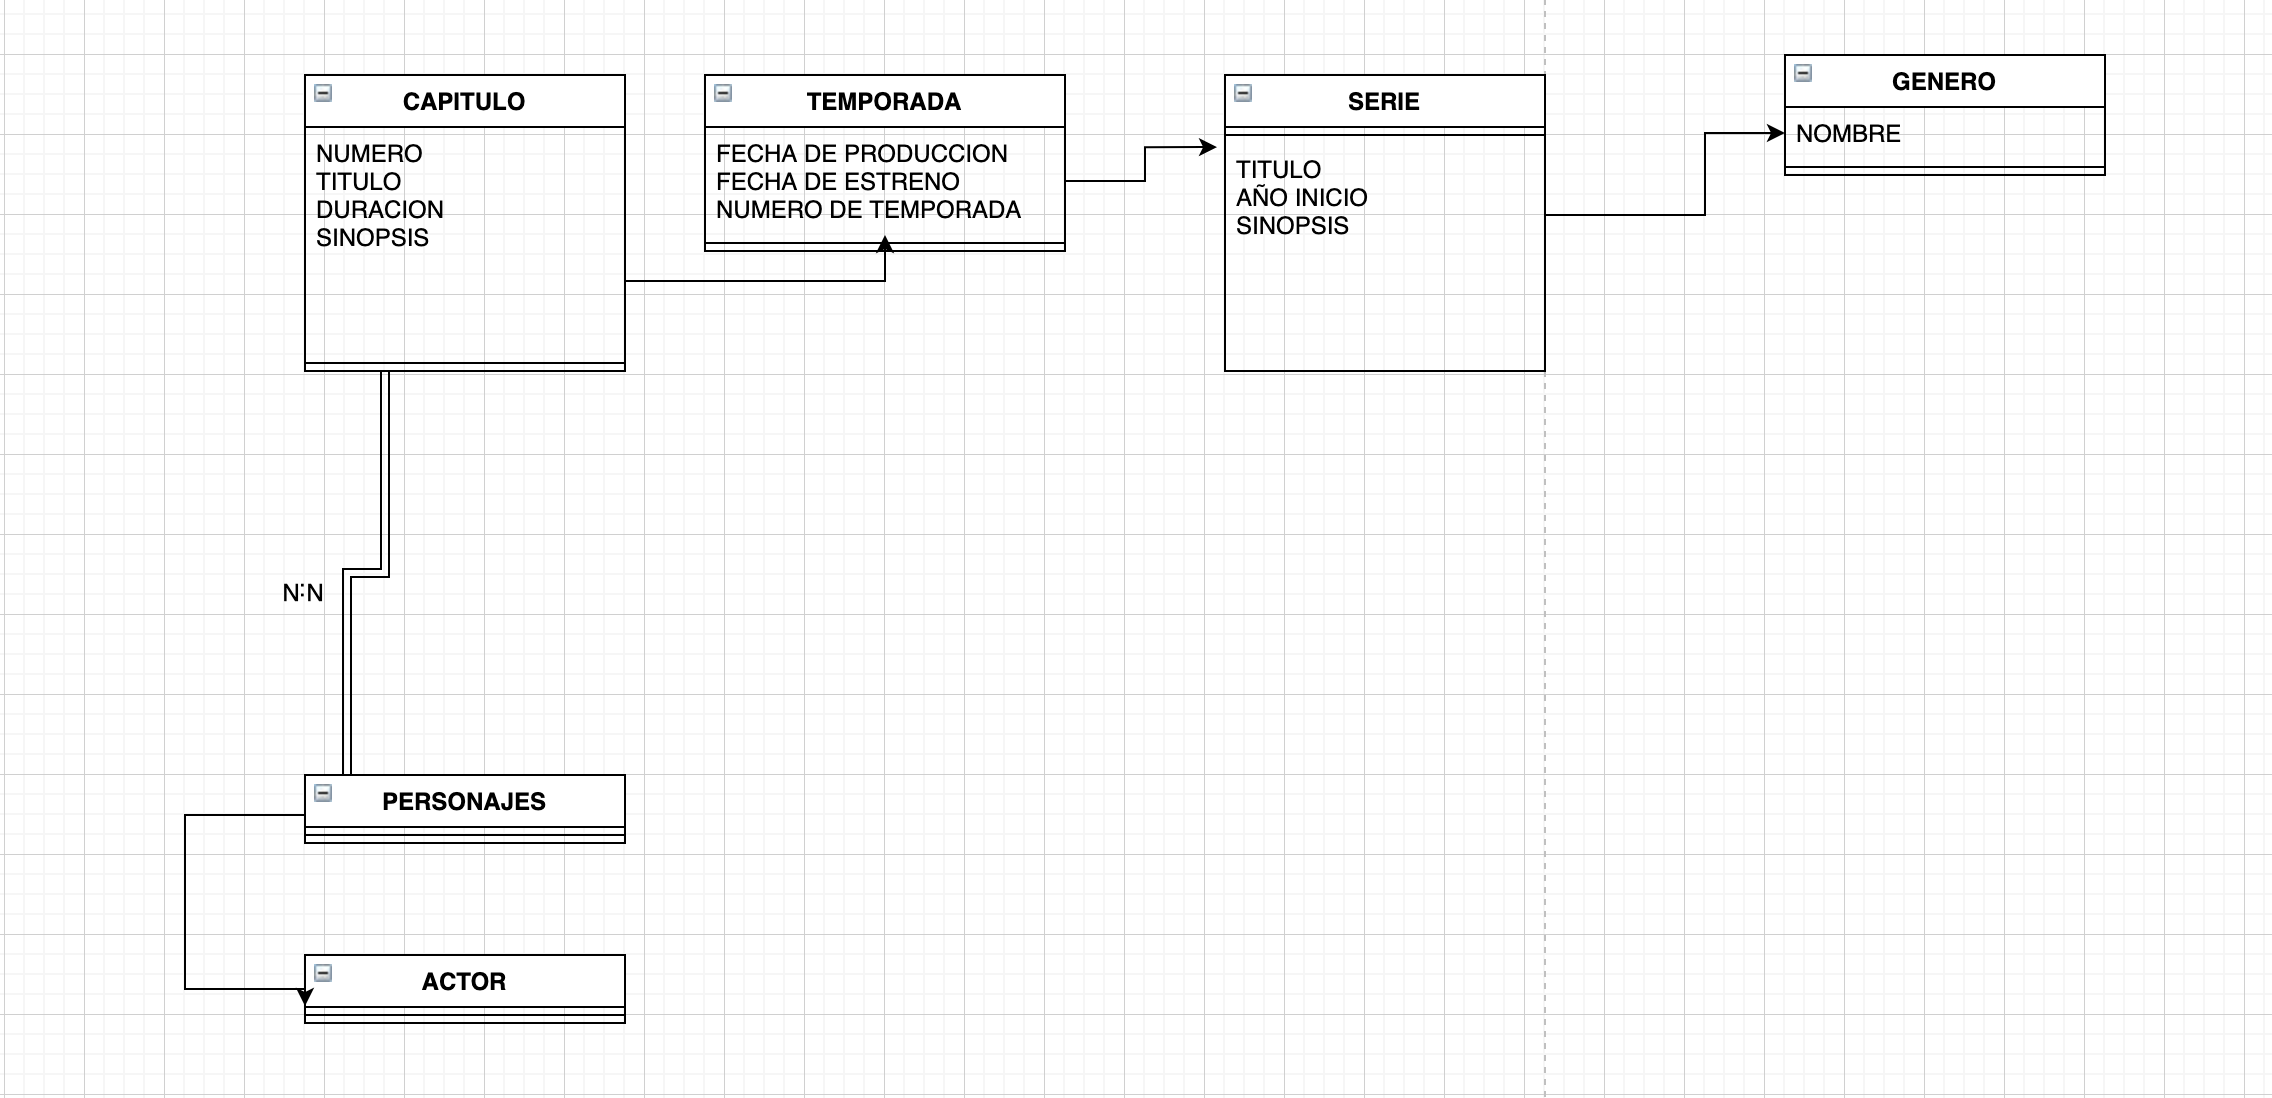 CAPITULO
NUMERO
TITULO
DURACION
SINOPSIS
TEMPORADA
FECHA DE PRODUCCION
FECHA DE ESTRENO
NUMERO DE TEMPORADA
SERIE
TITULO
AÑO INICIO
SINOPSIS
GENERO
NOMBRE
N:N
PERSONAJES
ACTOR